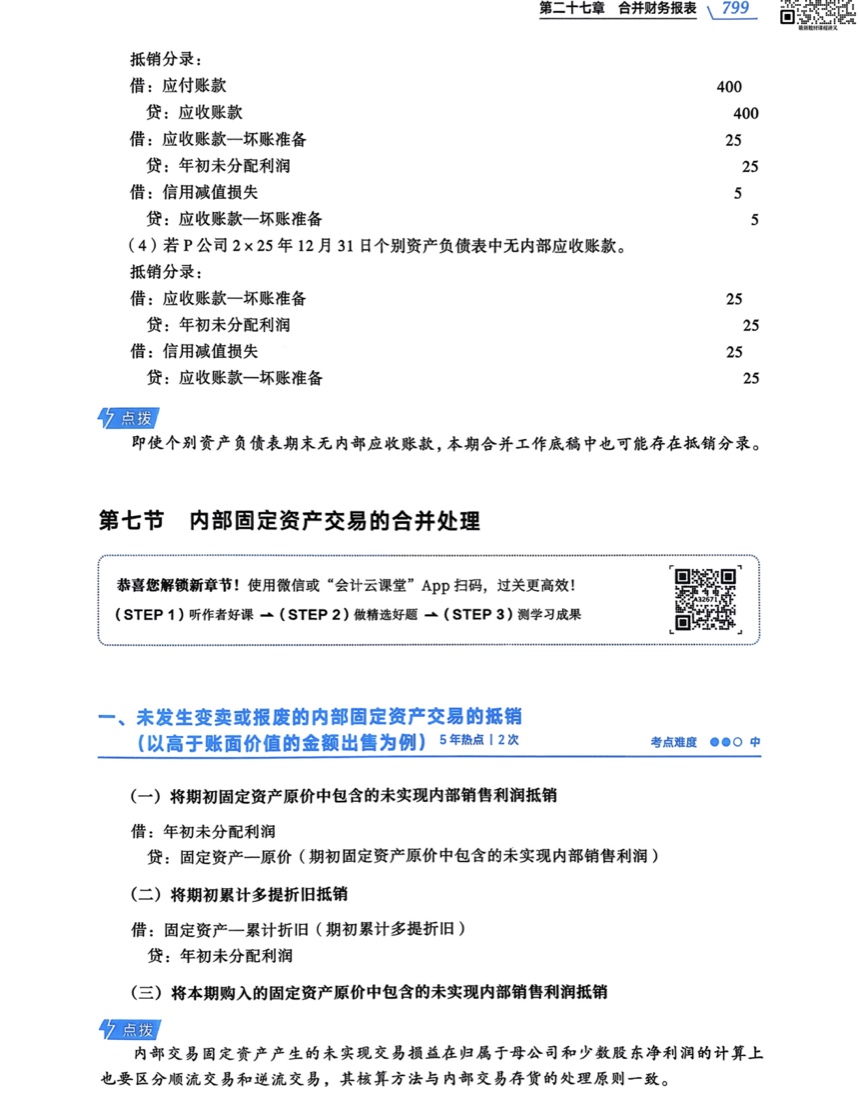 第二十七章 合并财务报表 799
抵销分录：
借：应付账款 400
贷：应收账款 400
借：应收账款—坏账准备 25
贷：年初未分配利润 25
借：信用减值损失 5
贷：应收账款—坏账准备 5
（4）若 P 公司 2×25 年 12 月 31 日个别资产负债表中无内部应收账款。
抵销分录：
借：应收账款—坏账准备 25
贷：年初未分配利润 25
借：信用减值损失 25
贷：应收账款—坏账准备 25
点拨
即使个别资产负债表期末无内部应收账款，本期合并工作底稿中也可能存在抵销分录。
第七节 内部固定资产交易的合并处理
恭喜您解锁新章节！使用微信或“会计云课堂”App 扫码，过关更高效！
（STEP 1）听作者好课 ⇀（STEP 2）做精选好题 ⇀（STEP 3）测学习成果
A32671
一、未发生变卖或报废的内部固定资产交易的抵销
（以高于账面价值的金额出售为例） 5 年热点 | 2 次 考点难度 ●●○ 中
（一）将期初固定资产原价中包含的未实现内部销售利润抵销
借：年初未分配利润
贷：固定资产—原价（期初固定资产原价中包含的未实现内部销售利润）
（二）将期初累计多提折旧抵销
借：固定资产—累计折旧（期初累计多提折旧）
贷：年初未分配利润
（三）将本期购入的固定资产原价中包含的未实现内部销售利润抵销
点拨
内部交易固定资产产生的未实现交易损益在归属于母公司和少数股东净利润的计算上
也要区分顺流交易和逆流交易，其核算方法与内部交易存货的处理原则一致。